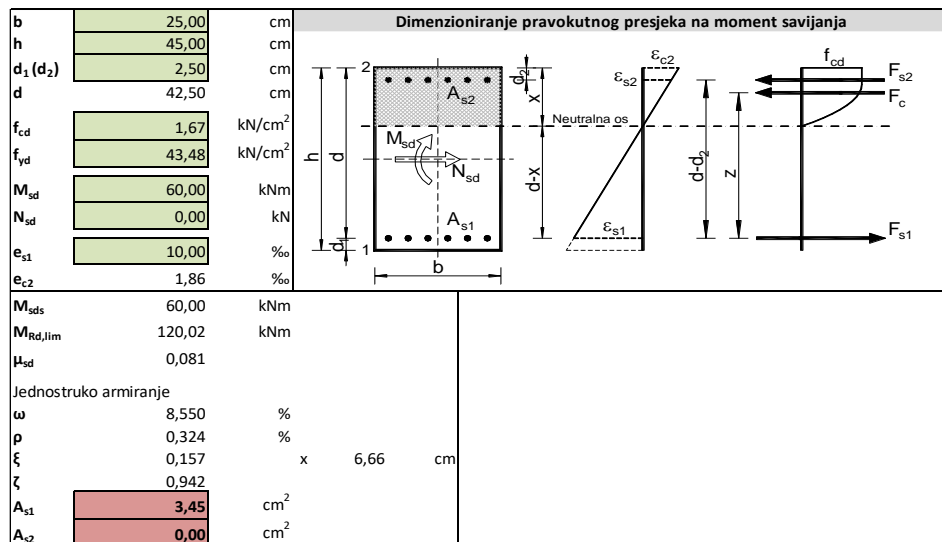 b 25,00 cm
Dimenzioniranje pravokutnog presjeka na moment savijanja
h 45,00 cm
d1 (d2) 2,50 cm
d 42,50 cm
fcd 1,67 kN/cm2
fyd 43,48 kN/cm2
Msd 60,00 kNm
Nsd 0,00 kN
es1 10,00 ‰
ec2 1,86 ‰
2
As2
d2
x
h
d
Msd
Nsd
As1
d1
1
b
Neutralna os
d-x
εc2
εs2
εs1
d-d2
z
fcd
Fs2
Fc
Fs1
Msds 60,00 kNm
MRd,lim 120,02 kNm
μsd 0,081
Jednostruko armiranje
ω 8,550 %
ρ 0,324 %
ξ 0,157 x 6,66 cm
ζ 0,942
As1 3,45 cm2
As2 0,00 cm2